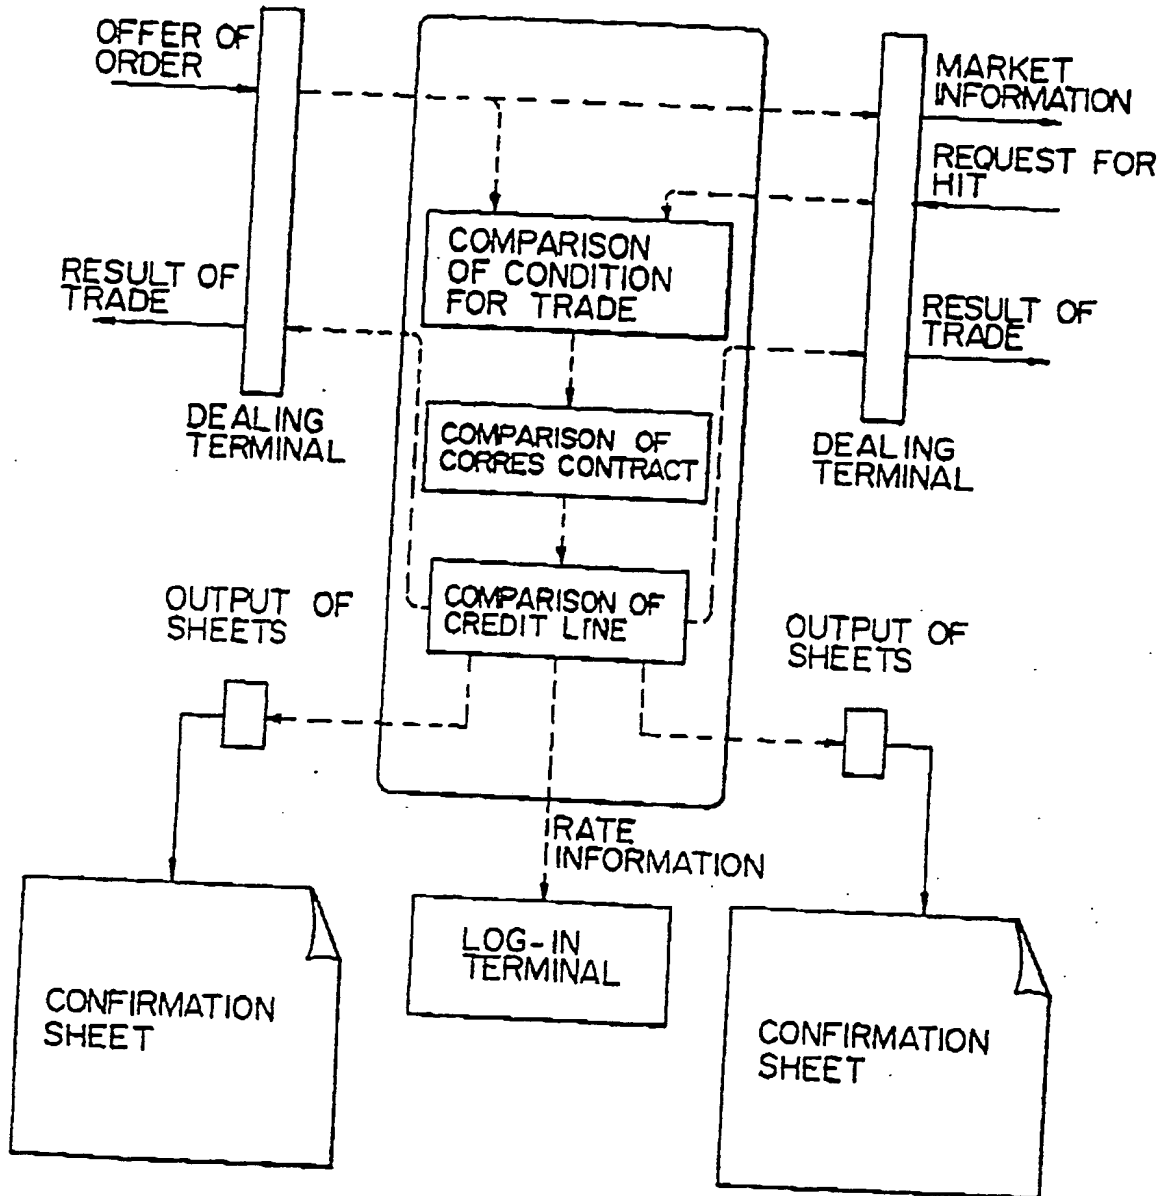 OFFER OF
ORDER
MARKET
INFORMATION
REQUEST FOR
HIT
COMPARISON
OF CONDITION
FOR TRADE
RESULT OF
TRADE
RESULT OF
TRADE
DEALING
TERMINAL
COMPARISON OF
CORRES CONTRACT
DEALING
TERMINAL
OUTPUT OF
SHEETS
COMPARISON OF
CREDIT LINE
OUTPUT OF
SHEETS
RATE
INFORMATION
LOG-IN
TERMINAL
CONFIRMATION
SHEET
CONFIRMATION
SHEET